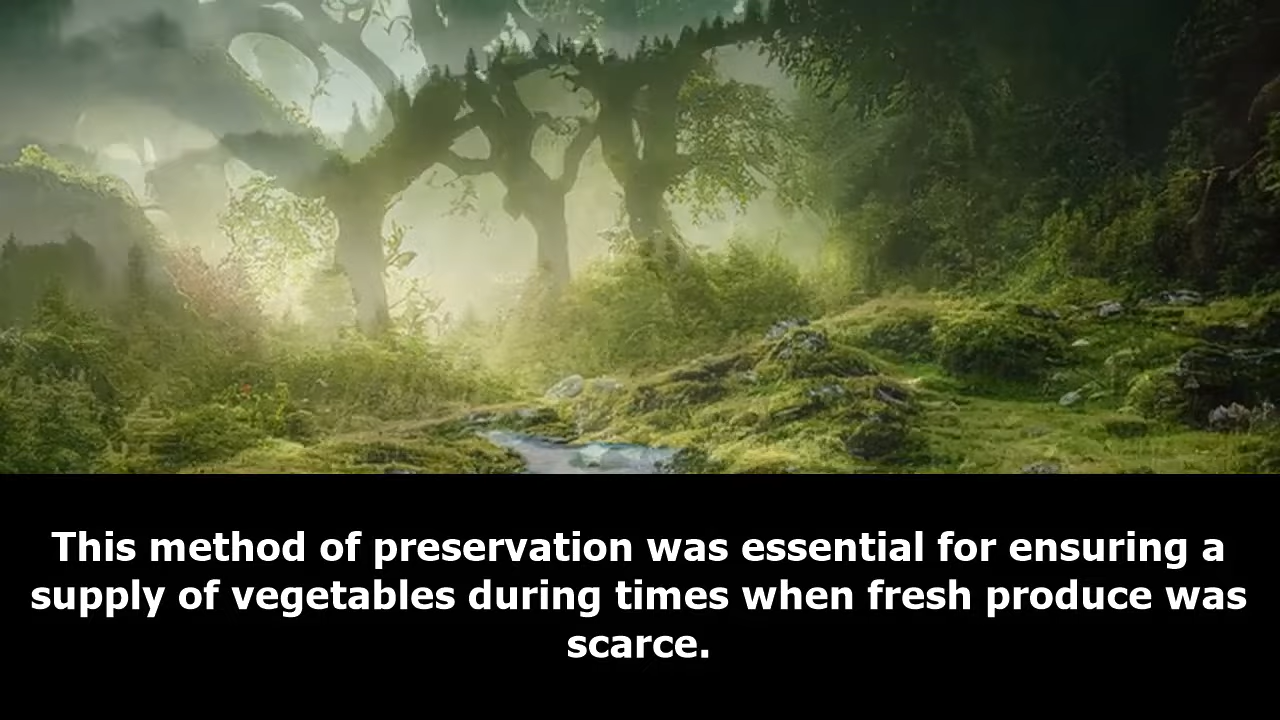 This method of preservation was essential for ensuring a
supply of vegetables during times when fresh produce was
scarce.